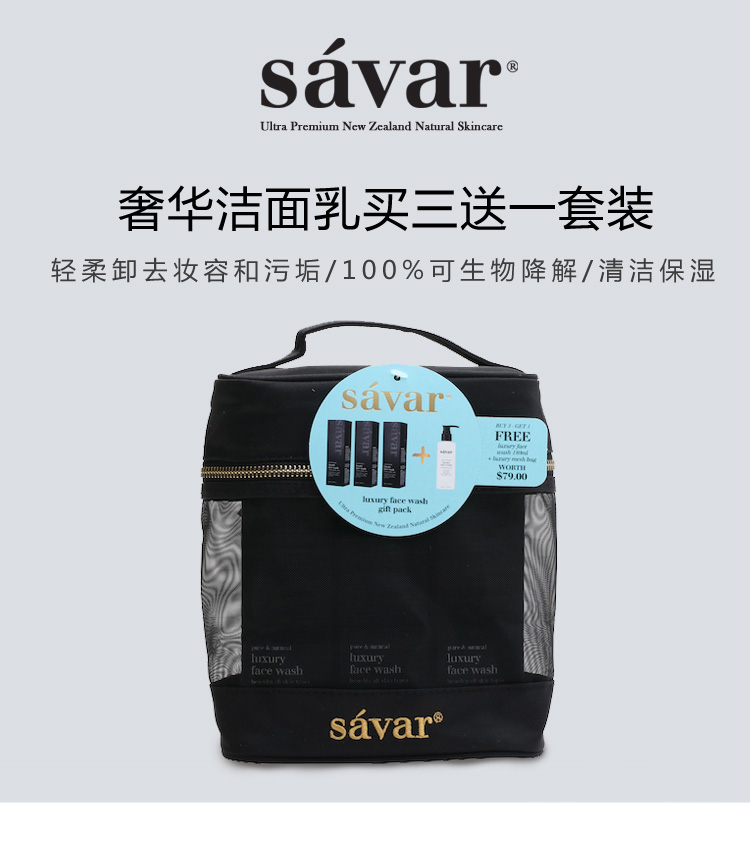 sávar®
Ultra Premium New Zealand Natural Skincare
奢华洁面乳买三送一套装
轻柔卸去妆容和污垢/100%可生物降解/清洁保湿
sávar
BUY 3 - GET 1
FREE
luxury face
wash 180ml
+ luxury mesh bag
WORTH
$79.00
+
sávar
luxury face wash
gift pack
Ultra Premium New Zealand Natural Skincare
pure & natural
luxury
face wash
pure & natural
luxury
face wash
pure & natural
luxury
face wash
sávar®